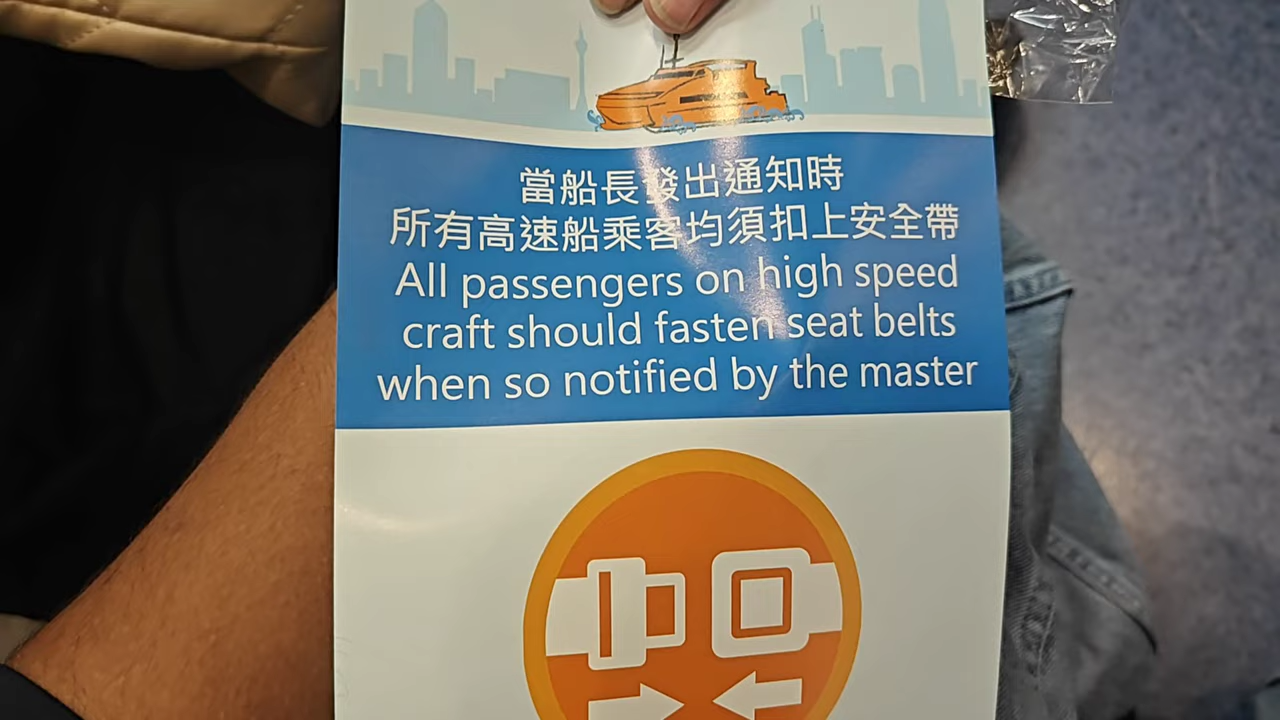 當船長發出通知時
所有高速船乘客均須扣上安全帶
All passengers on high speed
craft should fasten seat belts
when so notified by the master